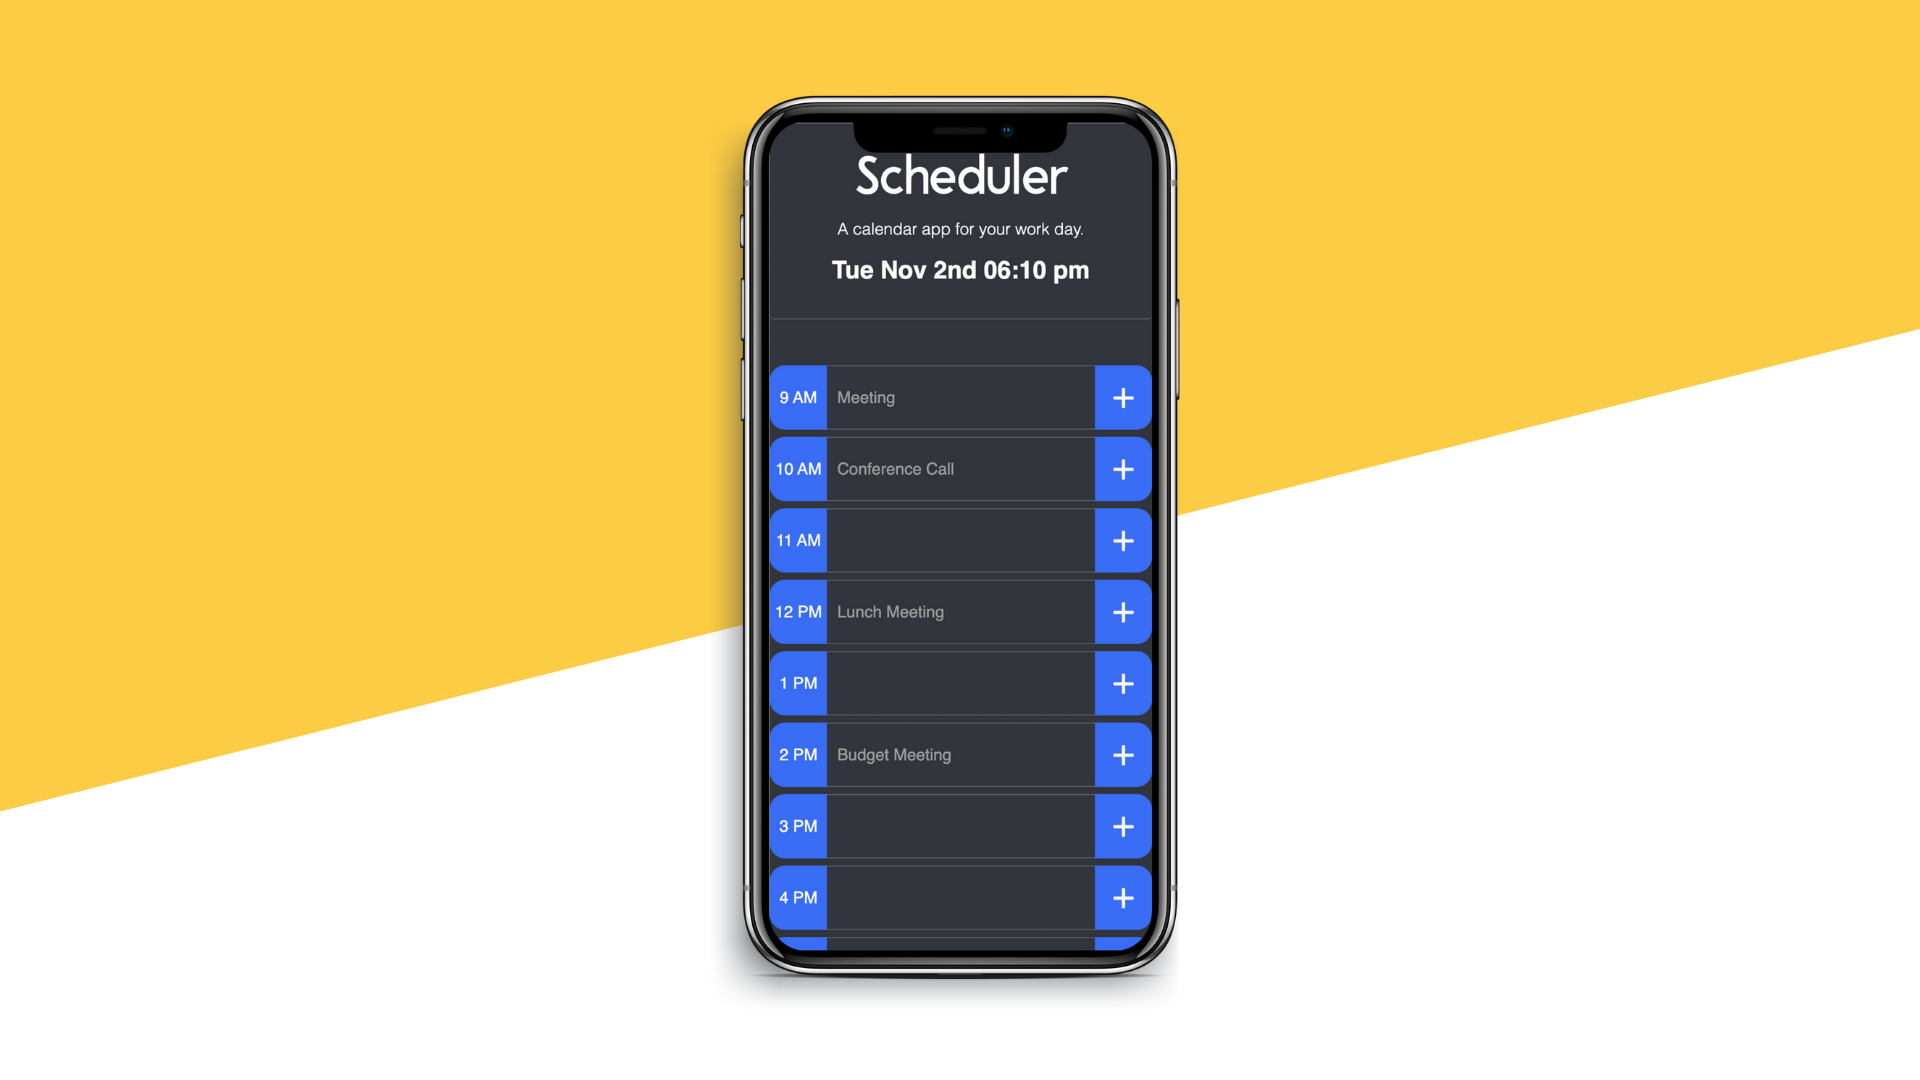 Scheduler
A calendar app for your work day.
Tue Nov 2nd 06:10 pm
9 AM Meeting +
10 AM Conference Call +
11 AM +
12 PM Lunch Meeting +
1 PM +
2 PM Budget Meeting +
3 PM +
4 PM +